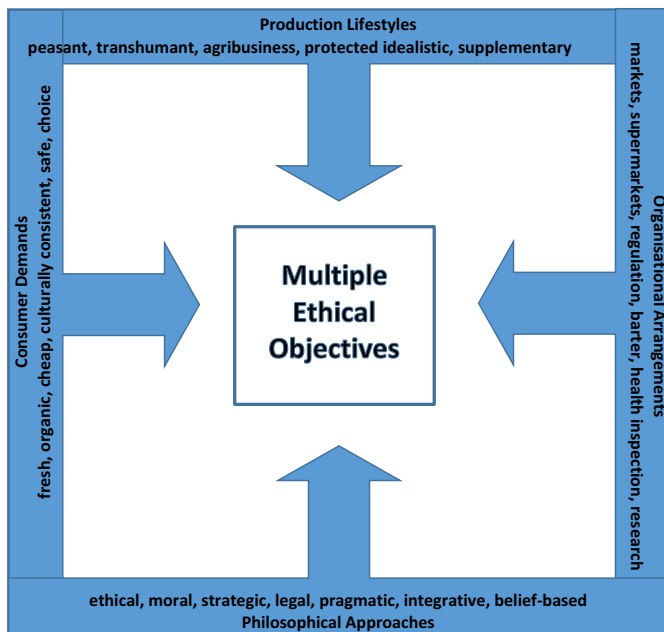 Production Lifestyles
peasant, transhumant, agribusiness, protected idealistic, supplementary
Consumer Demands
fresh, organic, cheap, culturally consistent, safe, choice
Multiple
Ethical
Objectives
Organisational Arrangements
markets, supermarkets, regulation, barter, health inspection, research
ethical, moral, strategic, legal, pragmatic, integrative, belief-based
Philosophical Approaches